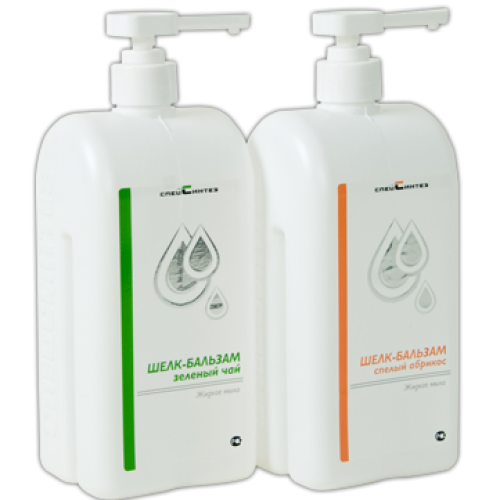 СПЕЦСИНТЕЗ
ШЕЛК-БАЛЬЗАМ
зеленый чай
Жидкое мыло
СПЕЦСИНТЕЗ
ШЕЛК-БАЛЬЗАМ
спелый абрикос
Жидкое мыло